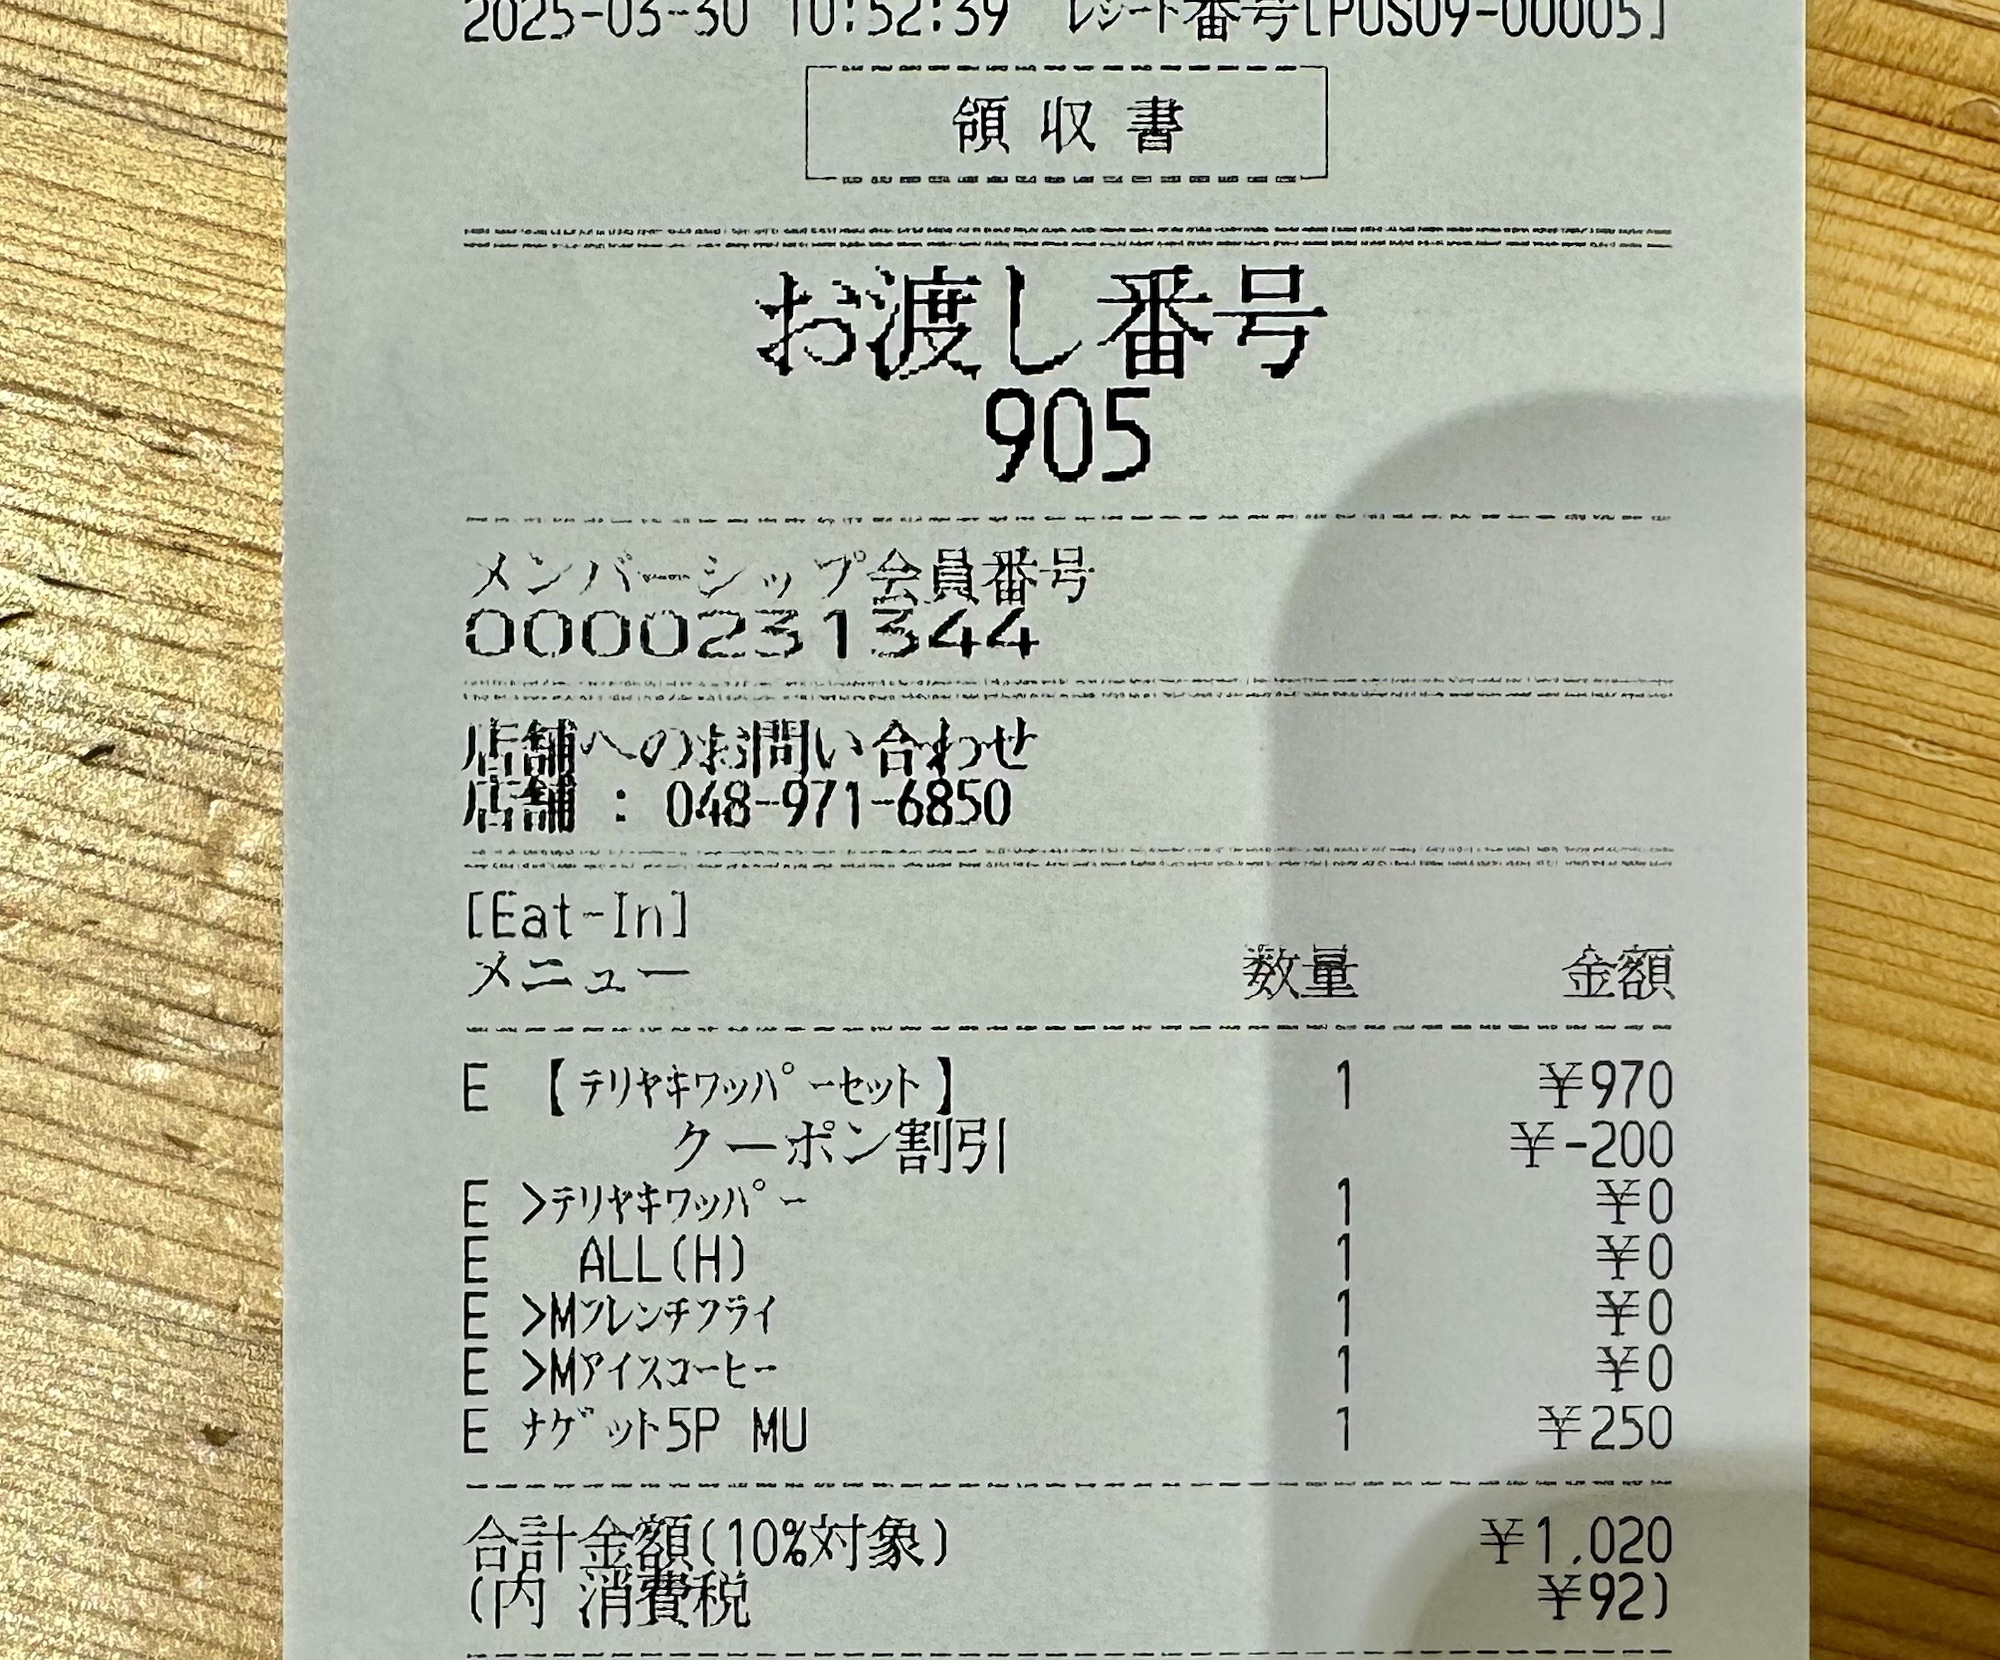 2025-03-30 10:52:39 ﾚｼｰﾄ番号[POS09-00005]
領収書
お渡し番号
905
メンバーシップ会員番号
0000231344
店舗へのお問い合わせ
店舗 : 048-971-6850
[Eat-In]
メニュー 数量 金額
E 【ﾃﾘﾔｷﾜｯﾊﾟｰｾｯﾄ】 1 ¥970
クーポン割引 ¥-200
E >ﾃﾘﾔｷﾜｯﾊﾟｰ 1 ¥0
E ALL(H) 1 ¥0
E >Mﾌﾚﾝﾁﾌﾗｲ 1 ¥0
E >Mｱｲｽｺｰﾋｰ 1 ¥0
E ﾅｹﾞｯﾄ5P MU 1 ¥250
合計金額(10%対象) ¥1,020
(内 消費税 ¥92)